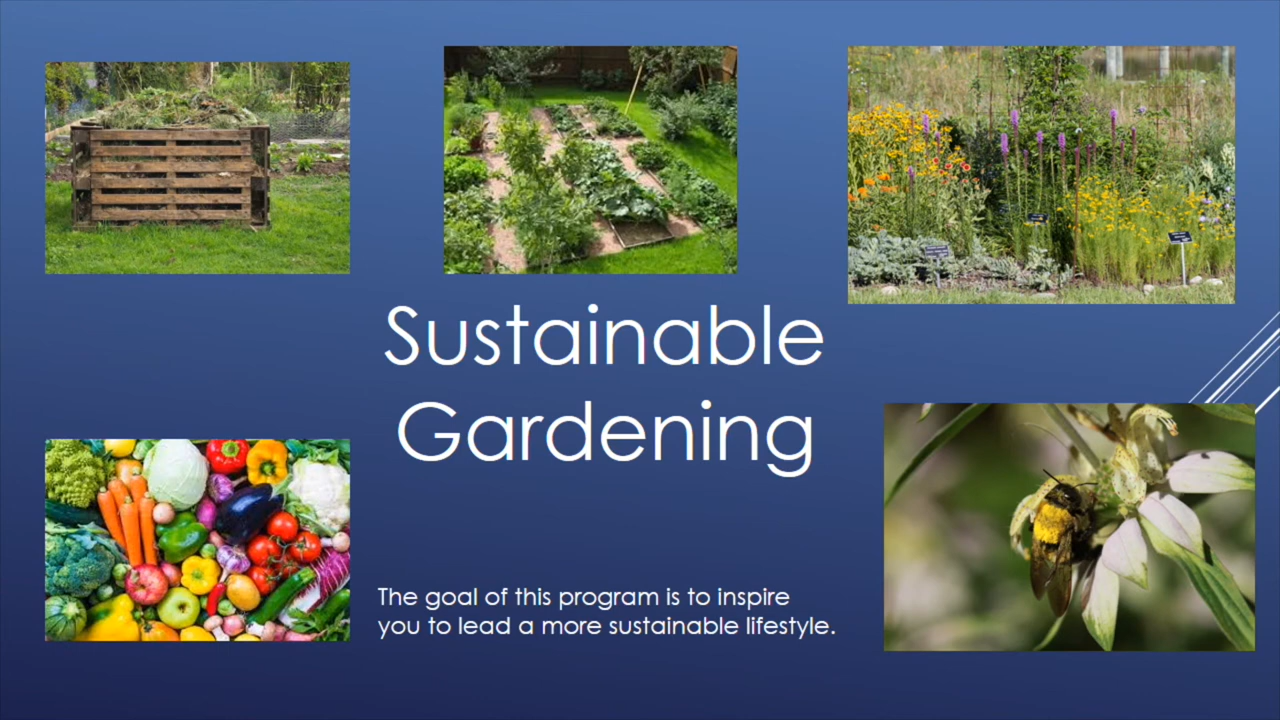 Sustainable
Gardening
The goal of this program is to inspire
you to lead a more sustainable lifestyle.